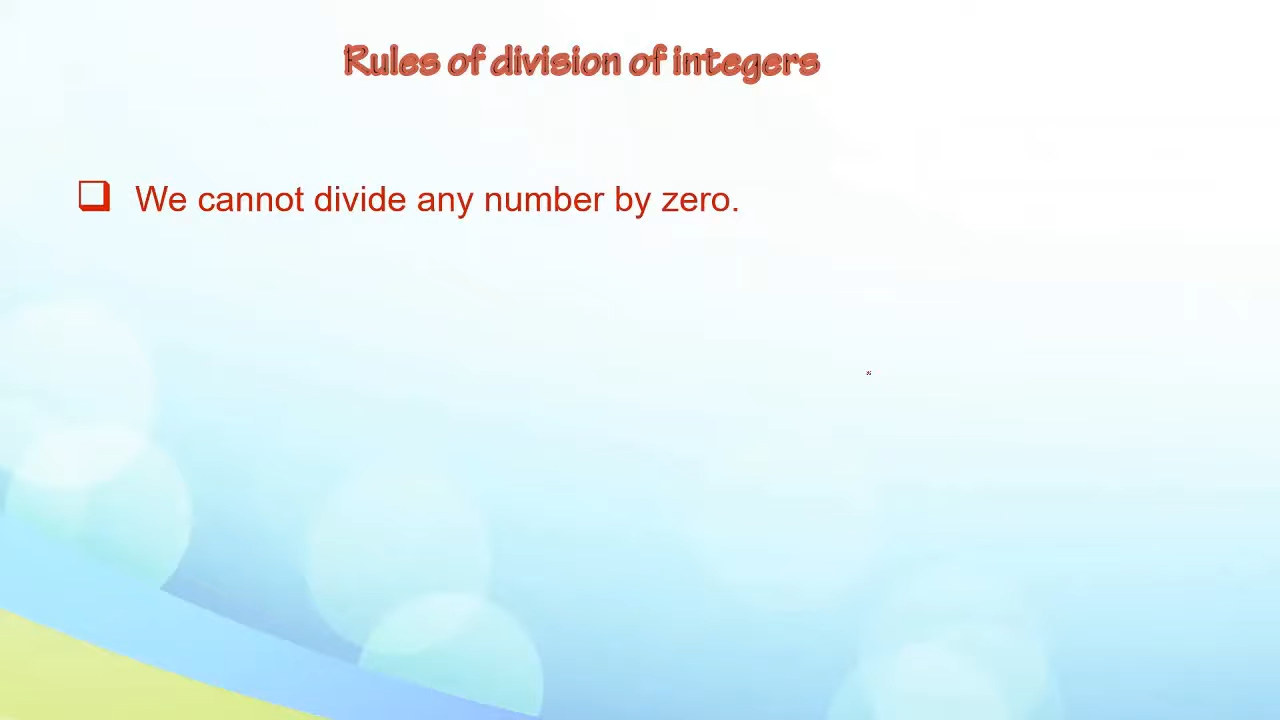 Rules of division of integers
❑ We cannot divide any number by zero.